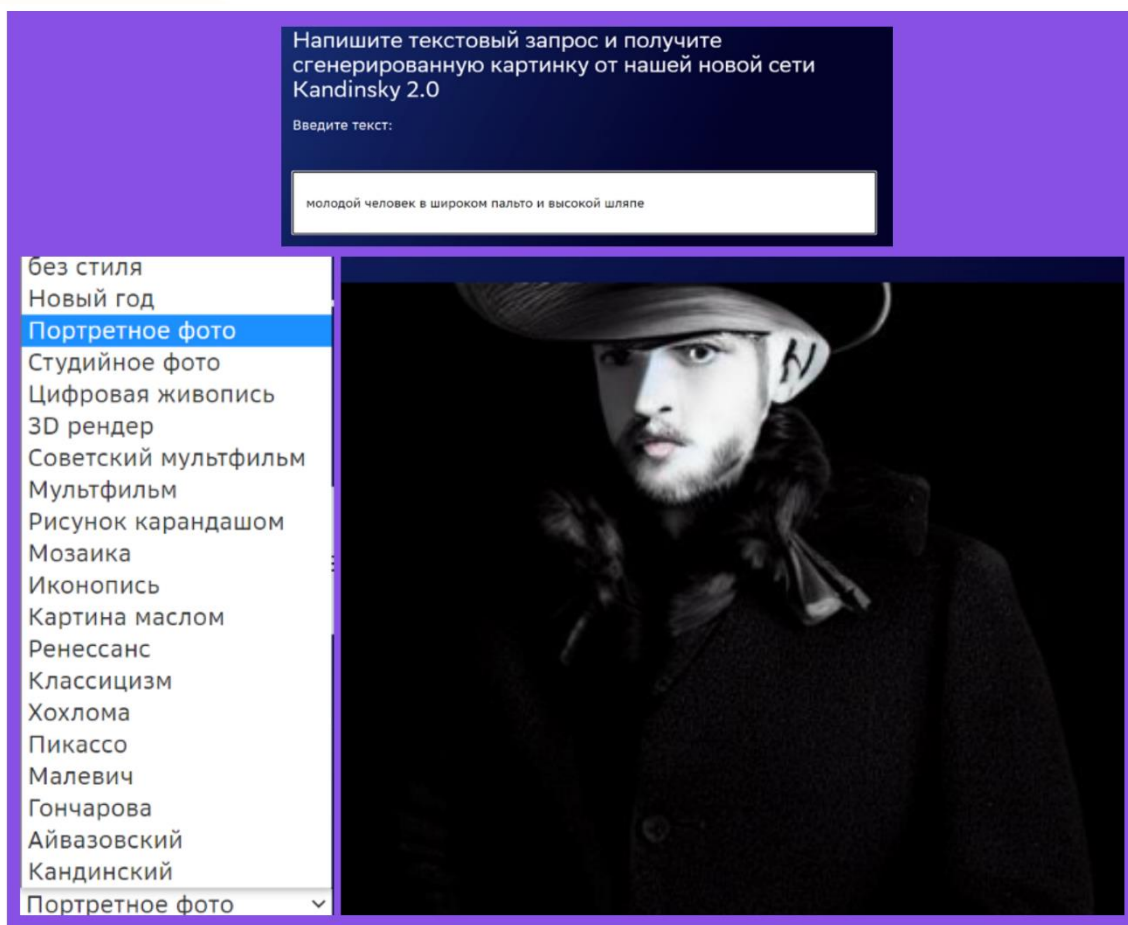 Напишите текстовый запрос и получите
сгенерированную картинку от нашей новой сети
Kandinsky 2.0
Введите текст:
молодой человек в широком пальто и высокой шляпе
без стиля
Новый год
Портретное фото
Студийное фото
Цифровая живопись
3D рендер
Советский мультфильм
Мультфильм
Рисунок карандашом
Мозаика
Иконопись
Картина маслом
Ренессанс
Классицизм
Хохлома
Пикассо
Малевич
Гончарова
Айвазовский
Кандинский
Портретное фото